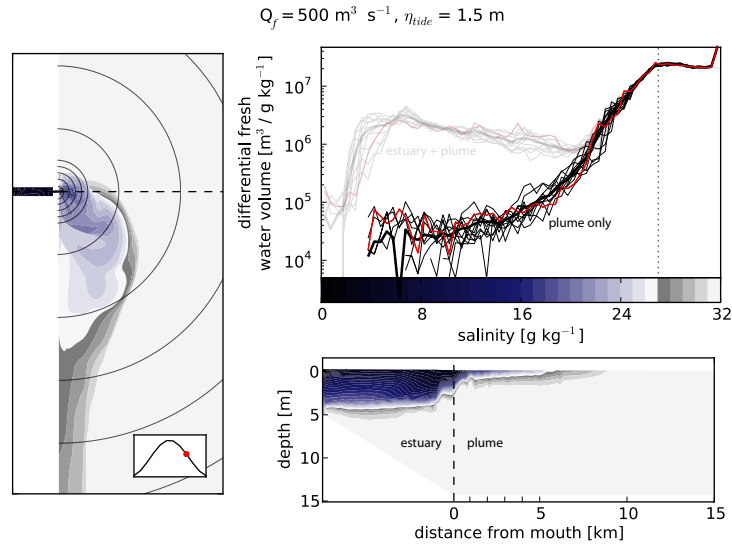 Q_f = 500 m³ s⁻¹, η_tide = 1.5 m
differential fresh
water volume [m³ / g kg⁻¹]
10⁷
10⁶
10⁵
10⁴
estuary + plume
plume only
0 8 16 24 32
salinity [g kg⁻¹]
depth [m]
0
5
10
15
estuary plume
0 5 10 15
distance from mouth [km]